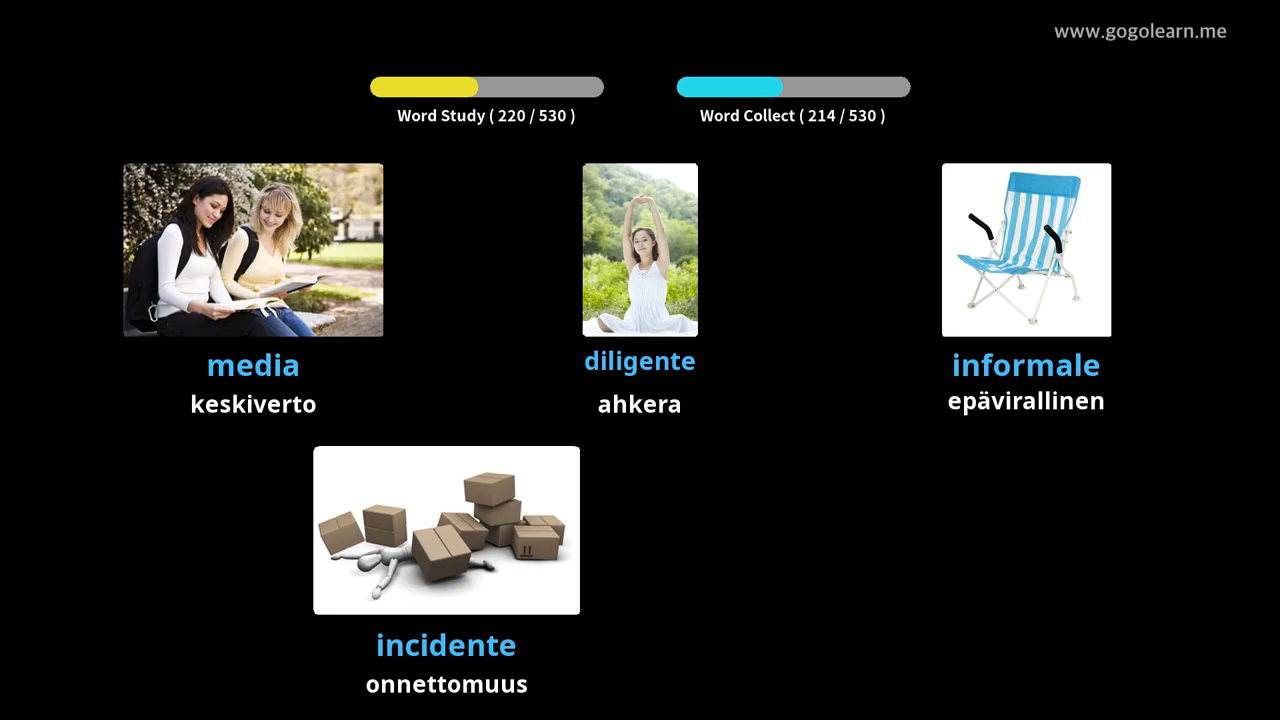 www.gogolearn.me
Word Study ( 220 / 530 )
Word Collect ( 214 / 530 )
media
keskiverto
diligente
ahkera
informale
epävirallinen
incidente
onnettomuus